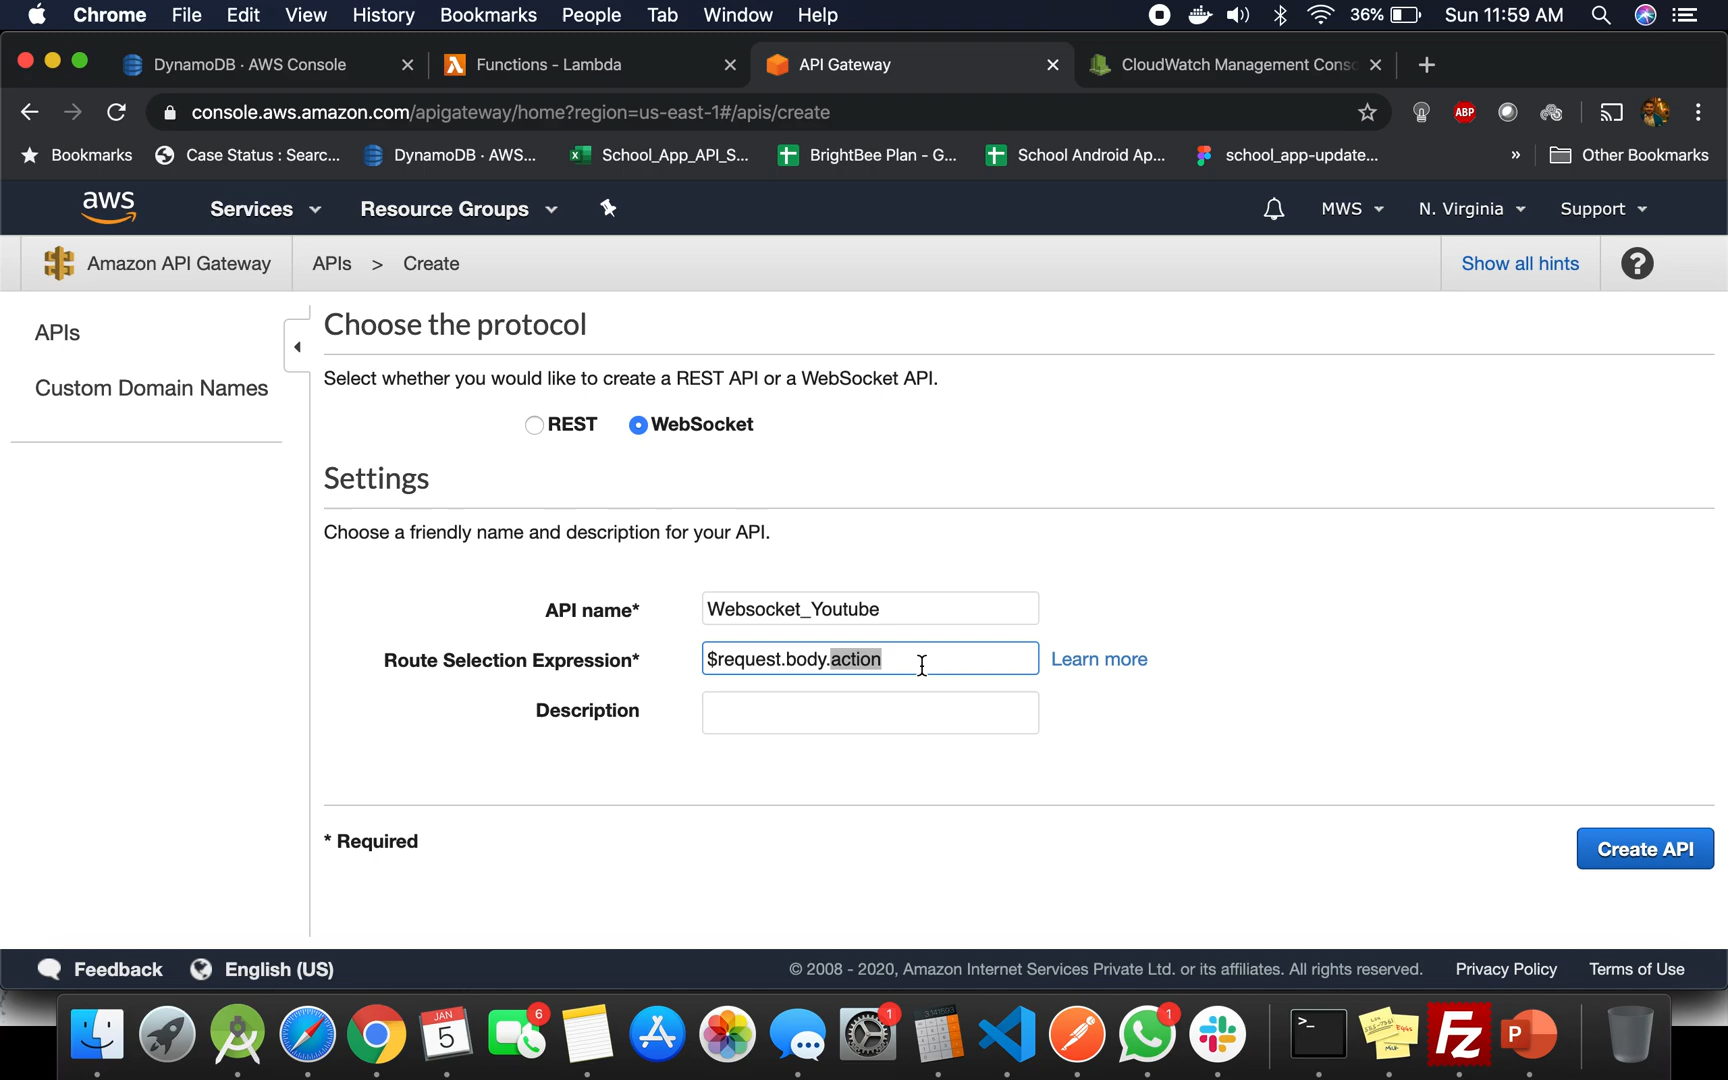 Chrome File Edit View History Bookmarks People Tab Window Help 36% Sun 11:59 AM
DynamoDB · AWS Console Functions - Lambda API Gateway CloudWatch Management Conso
console.aws.amazon.com/apigateway/home?region=us-east-1#/apis/create
ABP
Bookmarks Case Status : Searc... DynamoDB · AWS... School_App_API_S... BrightBee Plan - G... School Android Ap... school_app-update... » Other Bookmarks
aws Services Resource Groups MWS N. Virginia Support
Amazon API Gateway APIs > Create Show all hints ?
APIs
Custom Domain Names
Choose the protocol
Select whether you would like to create a REST API or a WebSocket API.
REST WebSocket
Settings
Choose a friendly name and description for your API.
API name* Websocket_Youtube
Route Selection Expression* $request.body.action Learn more
Description
* Required Create API
Feedback English (US) © 2008 - 2020, Amazon Internet Services Private Ltd. or its affiliates. All rights reserved. Privacy Policy Terms of Use
JAN
5
6
1
1
P
Fz